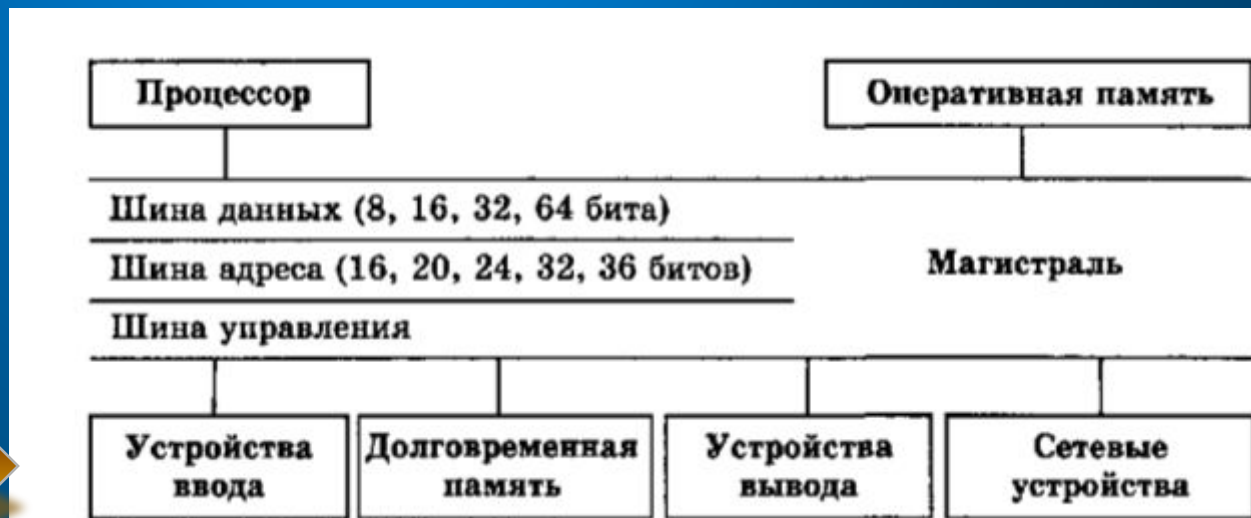 Процессор
Оперативная память
Шина данных (8, 16, 32, 64 бита)
Шина адреса (16, 20, 24, 32, 36 битов)
Магистраль
Шина управления
Устройства
ввода
Долговременная
память
Устройства
вывода
Сетевые
устройства